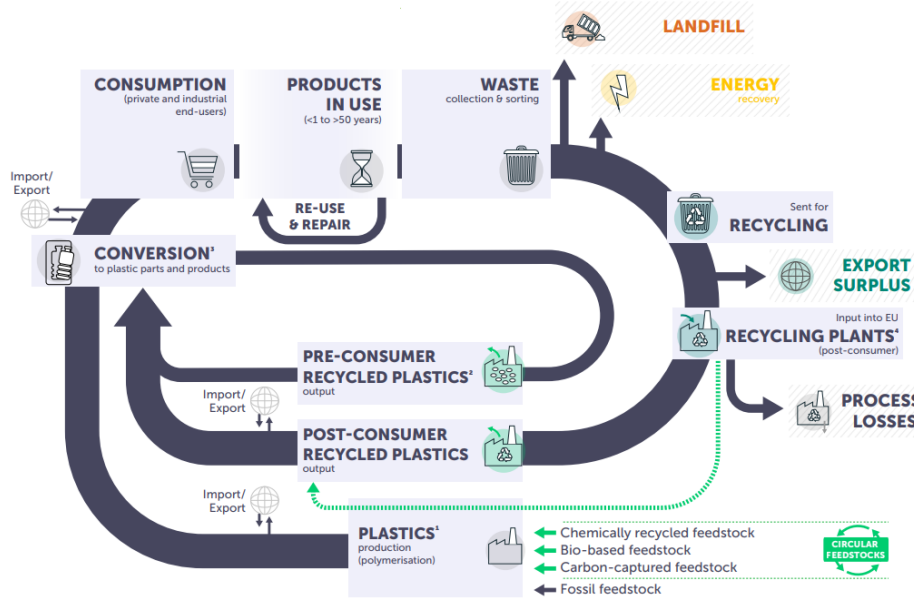 LANDFILL
ENERGY
recovery
CONSUMPTION
(private and industrial
end-users)
PRODUCTS
IN USE
(<1 to >50 years)
WASTE
collection & sorting
Import/
Export
RE-USE
& REPAIR
Sent for
RECYCLING
CONVERSION³
to plastic parts and products
EXPORT
SURPLUS
Input into EU
RECYCLING PLANTS⁴
(post-consumer)
PRE-CONSUMER
RECYCLED PLASTICS²
output
Import/
Export
PROCESS
LOSSES
POST-CONSUMER
RECYCLED PLASTICS
output
Import/
Export
PLASTICS¹
production
(polymerisation)
Chemically recycled feedstock
Bio-based feedstock
Carbon-captured feedstock
CIRCULAR
FEEDSTOCKS
Fossil feedstock